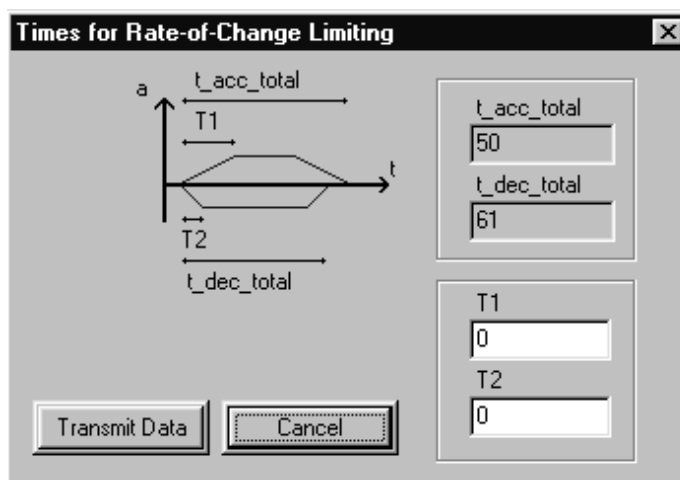 Times for Rate-of-Change Limiting
a
t_acc_total
T1
t
T2
t_dec_total
t_acc_total
50
t_dec_total
61
T1
0
T2
0
Transmit Data
Cancel